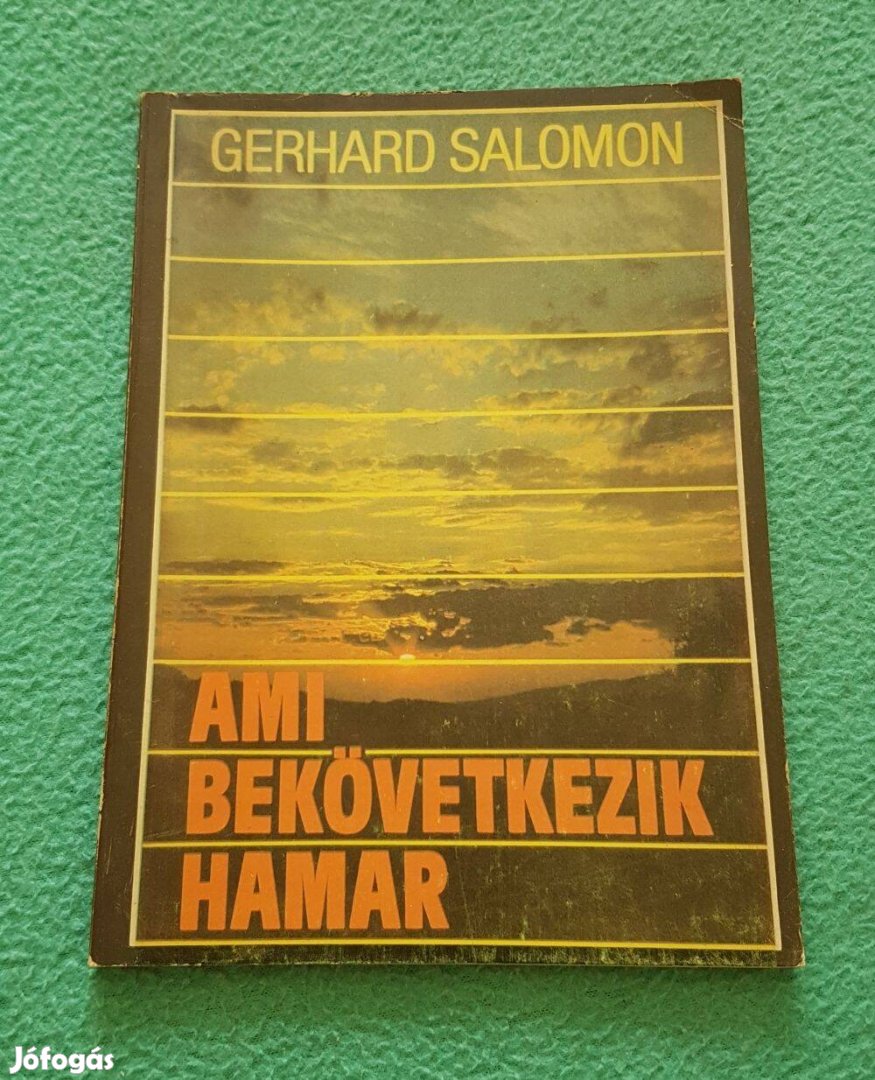 GERHARD SALOMON
AMI
BEKÖVETKEZIK
HAMAR
Jófogás